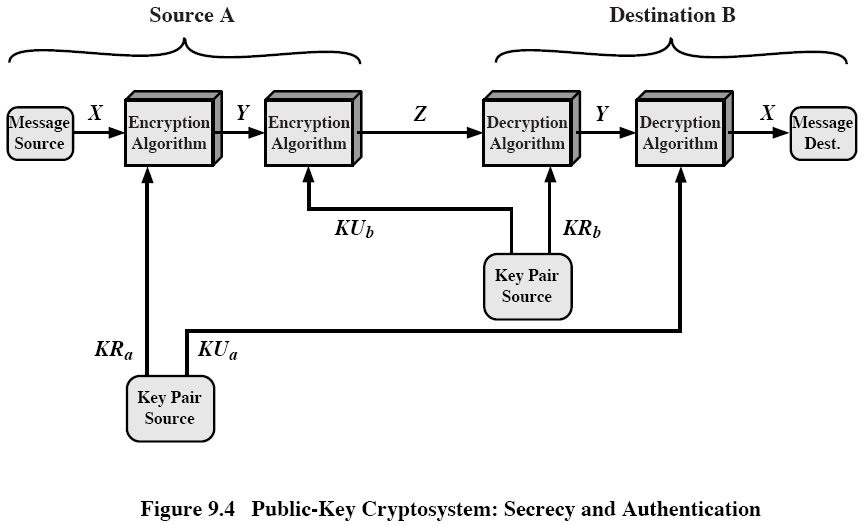 Source A
Destination B
Message
Source
X
Encryption
Algorithm
Y
Encryption
Algorithm
Z
Decryption
Algorithm
Y
Decryption
Algorithm
X
Message
Dest.
KUb
KRb
Key Pair
Source
KRa
KUa
Key Pair
Source
Figure 9.4 Public-Key Cryptosystem: Secrecy and Authentication